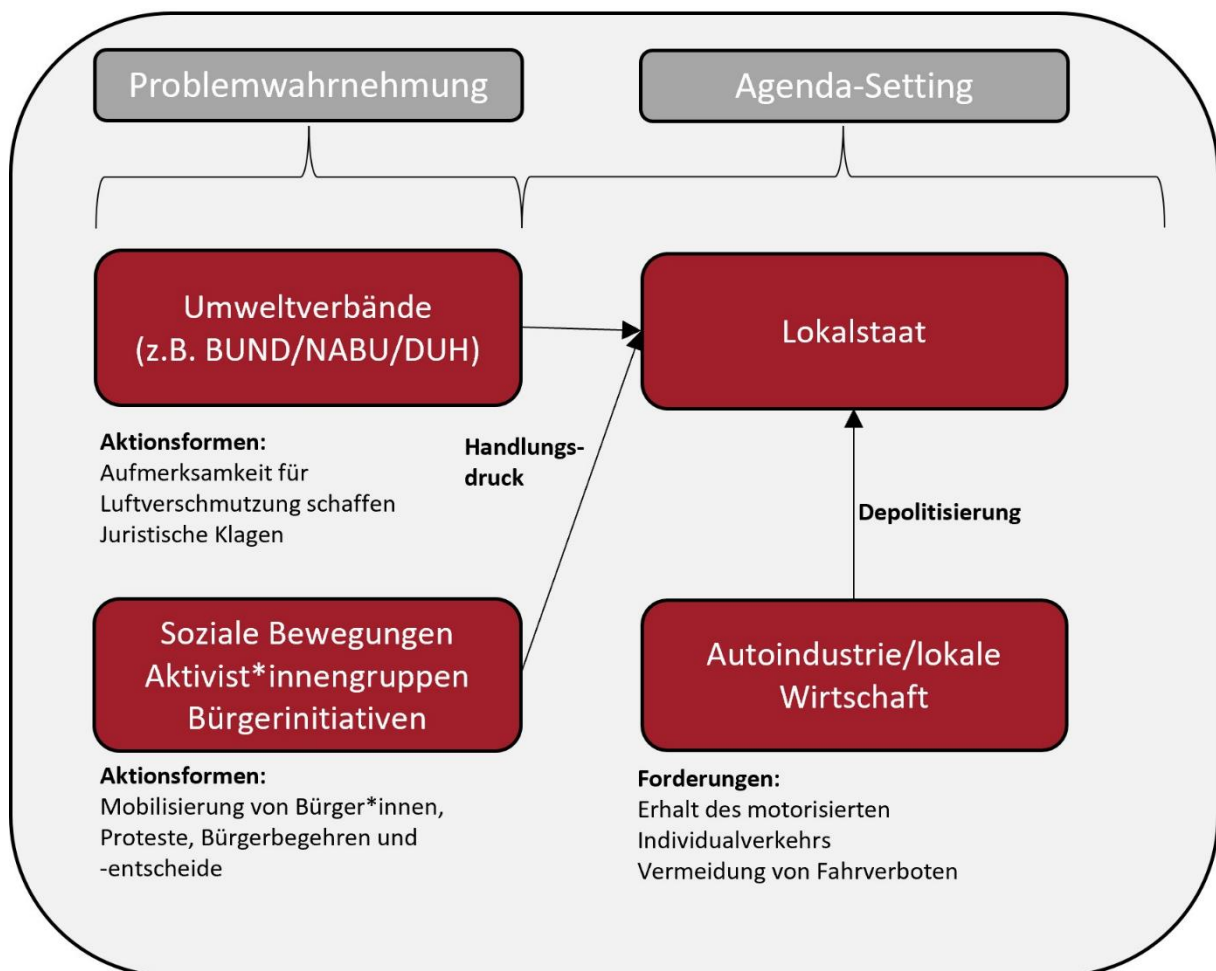 Problemwahrnehmung
Agenda-Setting
Umweltverbände
(z.B. BUND/NABU/DUH)
Lokalstaat
Aktionsformen:
Aufmerksamkeit für
Luftverschmutzung schaffen
Juristische Klagen
Handlungs-
druck
Depolitisierung
Soziale Bewegungen
Aktivist*innengruppen
Bürgerinitiativen
Autoindustrie/lokale
Wirtschaft
Aktionsformen:
Mobilisierung von Bürger*innen,
Proteste, Bürgerbegehren und
-entscheide
Forderungen:
Erhalt des motorisierten
Individualverkehrs
Vermeidung von Fahrverboten